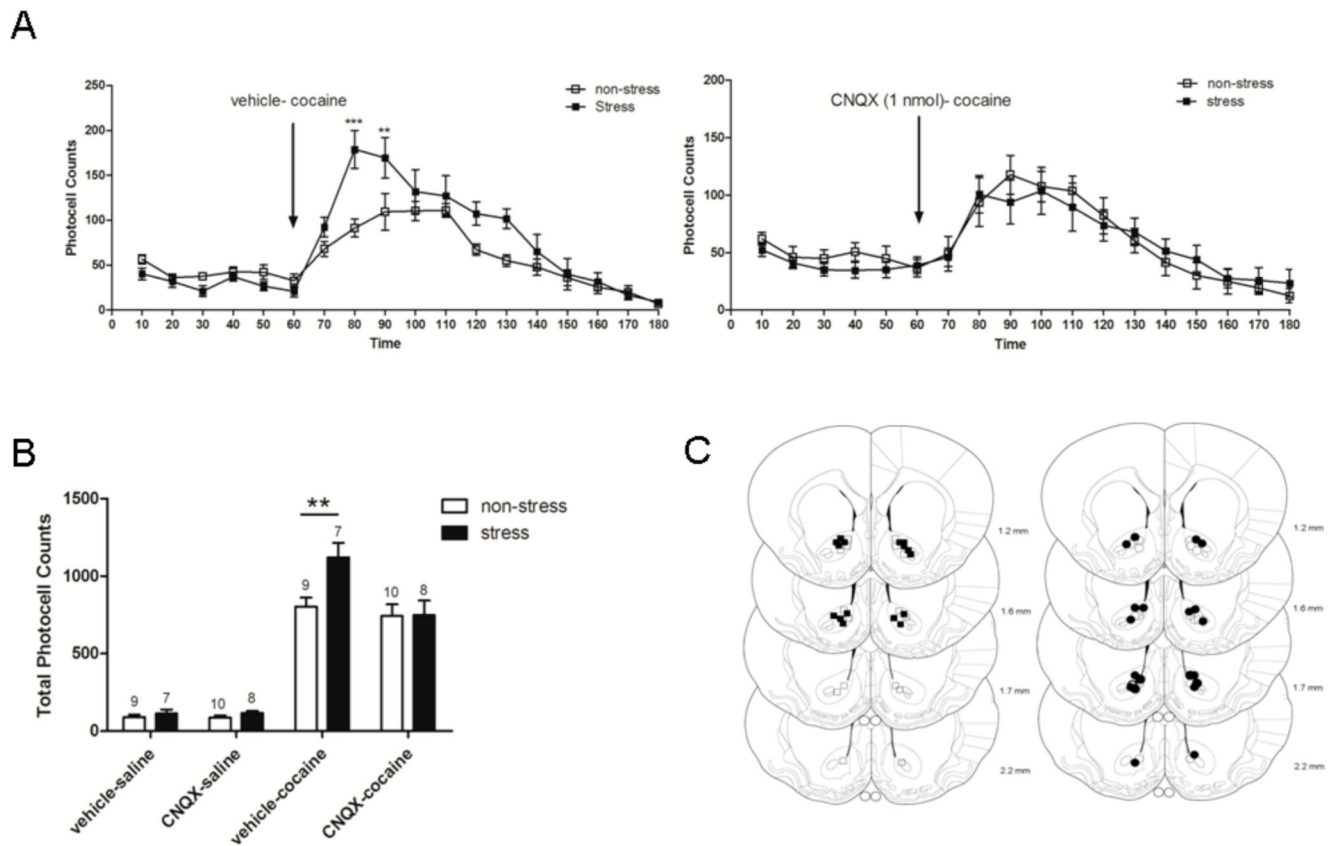 A
250
200
150
100
50
0
Photocell Counts
vehicle- cocaine
***
**
non-stress
Stress
0 10 20 30 40 50 60 70 80 90 100 110 120 130 140 150 160 170 180
Time
200
150
100
50
0
Photocell Counts
CNQX (1 nmol)- cocaine
non-stress
stress
0 10 20 30 40 50 60 70 80 90 100 110 120 130 140 150 160 170 180
Time
B
1500
1000
500
0
Total Photocell Counts
non-stress
stress
**
9 7 10 8 9 7 10 8
vehicle-saline
CNQX-saline
vehicle-cocaine
CNQX-cocaine
C
1.2 mm
1.6 mm
1.7 mm
2.2 mm
1.2 mm
1.6 mm
1.7 mm
2.2 mm